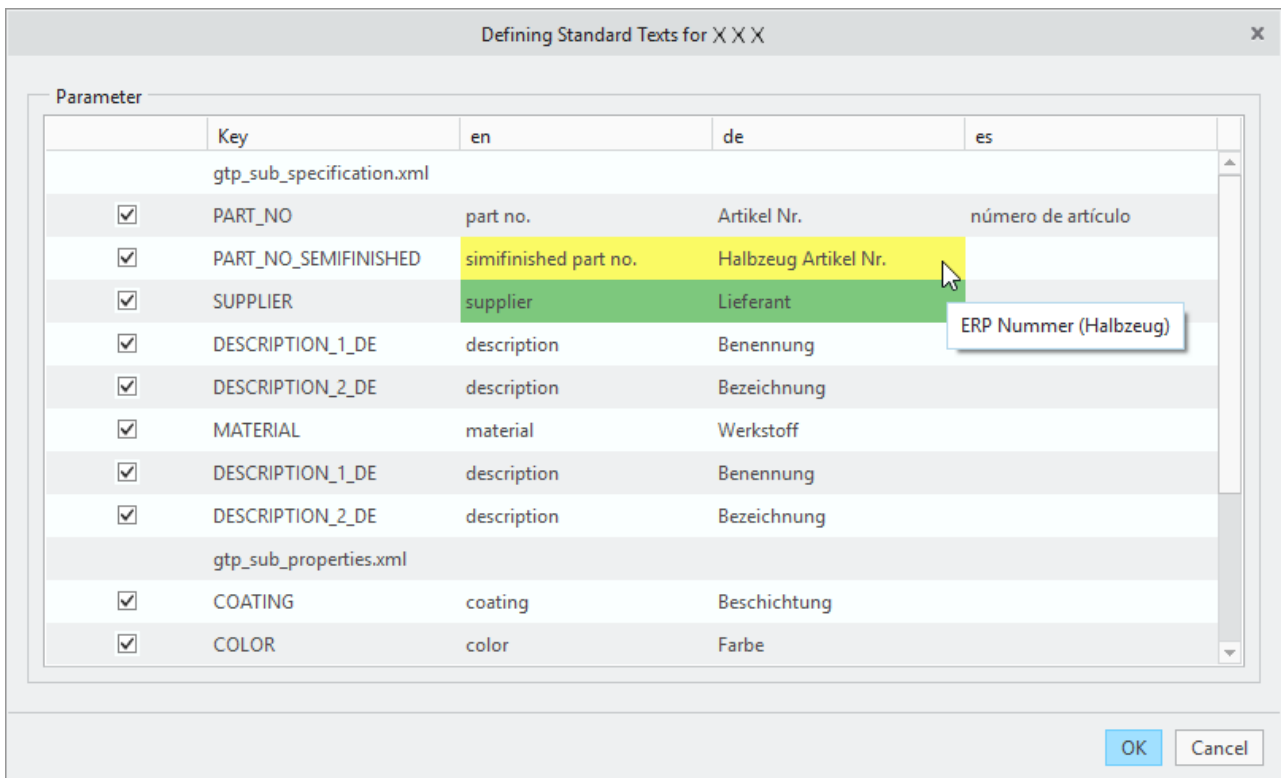 Defining Standard Texts for X X X x
Parameter
Key en de es
gtp_sub_specification.xml
PART_NO part no. Artikel Nr. número de artículo
PART_NO_SEMIFINISHED simifinished part no. Halbzeug Artikel Nr.
SUPPLIER supplier Lieferant
ERP Nummer (Halbzeug)
DESCRIPTION_1_DE description Benennung
DESCRIPTION_2_DE description Bezeichnung
MATERIAL material Werkstoff
DESCRIPTION_1_DE description Benennung
DESCRIPTION_2_DE description Bezeichnung
gtp_sub_properties.xml
COATING coating Beschichtung
COLOR color Farbe
OK Cancel